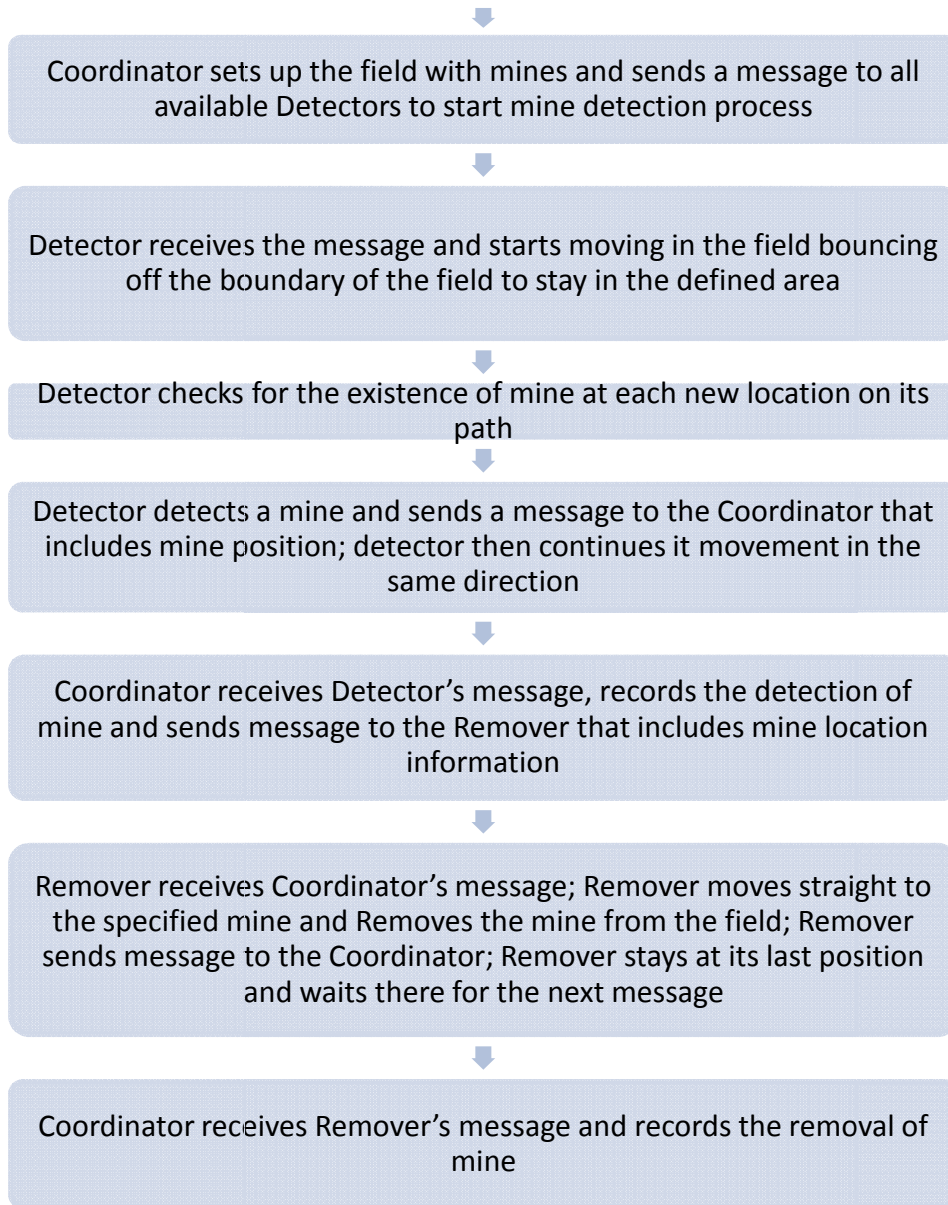 Coordinator sets up the field with mines and sends a message to all
available Detectors to start mine detection process
Detector receives the message and starts moving in the field bouncing
off the boundary of the field to stay in the defined area
Detector checks for the existence of mine at each new location on its
path
Detector detects a mine and sends a message to the Coordinator that
includes mine position; detector then continues it movement in the
same direction
Coordinator receives Detector’s message, records the detection of
mine and sends message to the Remover that includes mine location
information
Remover receives Coordinator’s message; Remover moves straight to
the specified mine and Removes the mine from the field; Remover
sends message to the Coordinator; Remover stays at its last position
and waits there for the next message
Coordinator receives Remover’s message and records the removal of
mine